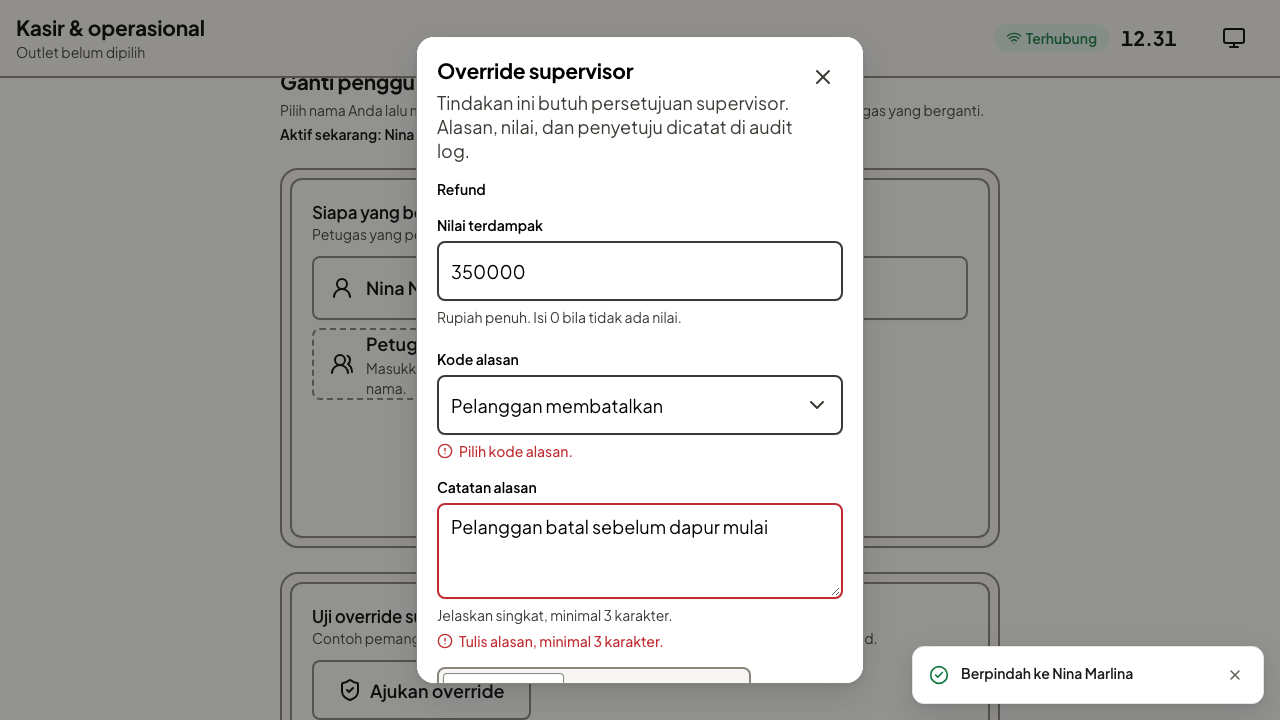 Kasir & operasional
Outlet belum dipilih
Terhubung
12.31
Ganti penggu
Pilih nama Anda lalu
gas yang berganti.
Aktif sekarang: Nina
Siapa yang
Petugas yang
Nina
Petug
Masukk
nama.
Uji override
Contoh pemang
d.
Ajukan override
Override supervisor
Tindakan ini butuh persetujuan supervisor.
Alasan, nilai, dan penyetuju dicatat di audit
log.
Refund
Nilai terdampak
350000
Rupiah penuh. Isi 0 bila tidak ada nilai.
Kode alasan
Pelanggan membatalkan
Pilih kode alasan.
Catatan alasan
Pelanggan batal sebelum dapur mulai
Jelaskan singkat, minimal 3 karakter.
Tulis alasan, minimal 3 karakter.
Berpindah ke Nina Marlina